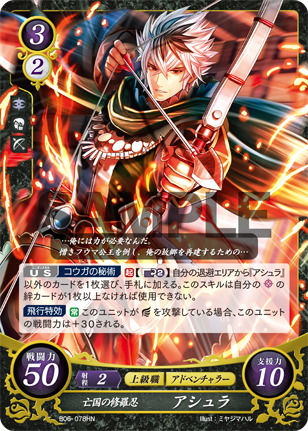 3
2
SAMPLE
…俺には力が必要なんだ。
憎きフウマ公王を倒し、俺の故郷を再建するための…
US コウガの秘術 起 【2】自分の退避エリアから「アシュラ」
以外のカードを1枚選び、手札に加える。このスキルは自分の の
絆カードが1枚以上なければ使用できない。
飛行特効 常 このユニットが を攻撃している場合、このユニット
の戦闘力は+30される。
戦闘力
50
射程 2
上級職 アドベンチャラー
支援力
10
亡国の修羅忍 アシュラ
B06-078HN
Illust:ミヤジマハル